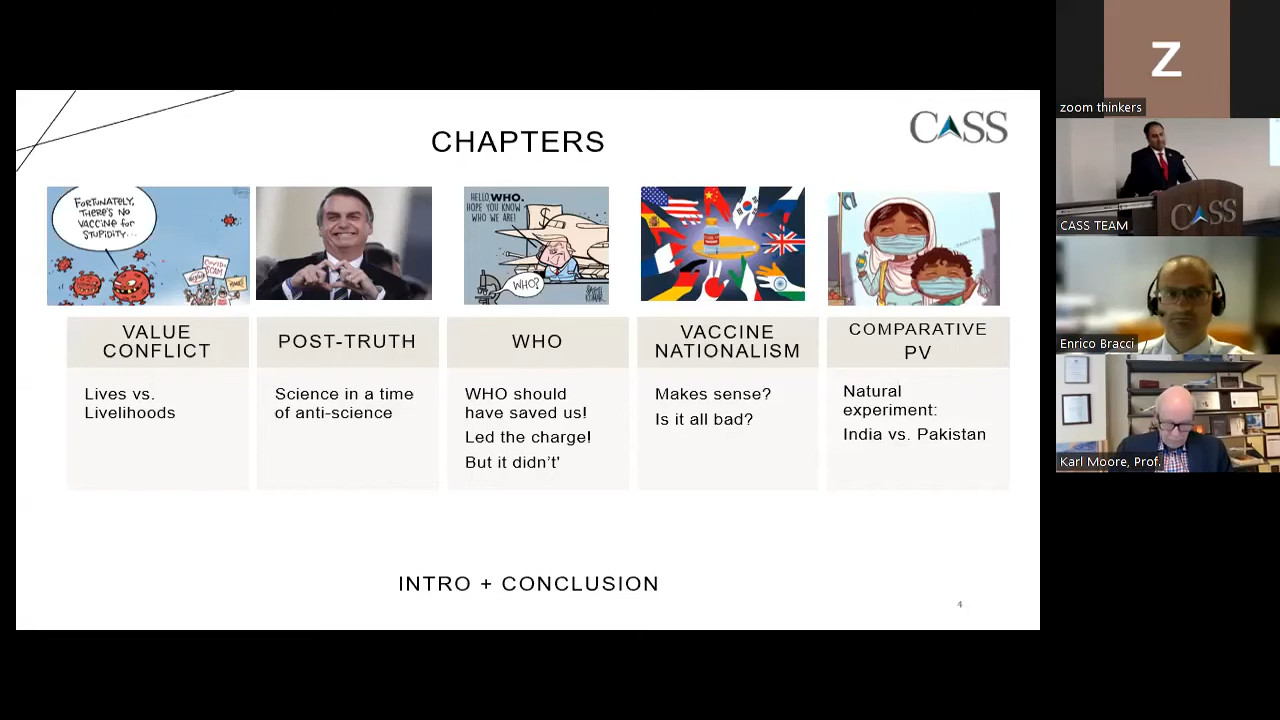 CHAPTERS
CASS
FORTUNATELY,
THERE'S NO
VACCINE FOR
STUPIDITY...
HELLO, WHO.
HOPE YOU KNOW
WHO WE ARE!
$
WHO?
VALUE
CONFLICT
Lives vs.
Livelihoods
POST-TRUTH
Science in a time
of anti-science
WHO
WHO should
have saved us!
Led the charge!
But it didn't'
VACCINE
NATIONALISM
Makes sense?
Is it all bad?
COMPARATIVE
PV
Natural
experiment:
India vs. Pakistan
INTRO + CONCLUSION
4
Z
zoom thinkers
CASS
CASS TEAM
Enrico Bracci
Karl Moore, Prof.